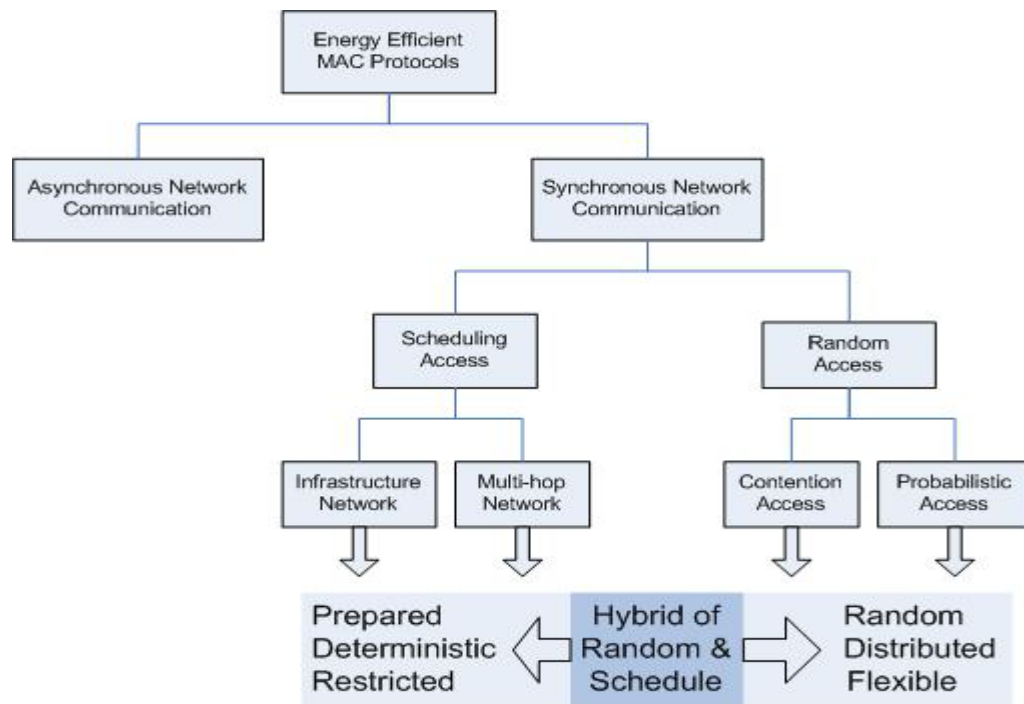 Energy Efficient
MAC Protocols
Asynchronous Network
Communication
Synchronous Network
Communication
Scheduling
Access
Random
Access
Infrastructure
Network
Multi-hop
Network
Contention
Access
Probabilistic
Access
Prepared
Deterministic
Restricted
Hybrid of
Random &
Schedule
Random
Distributed
Flexible